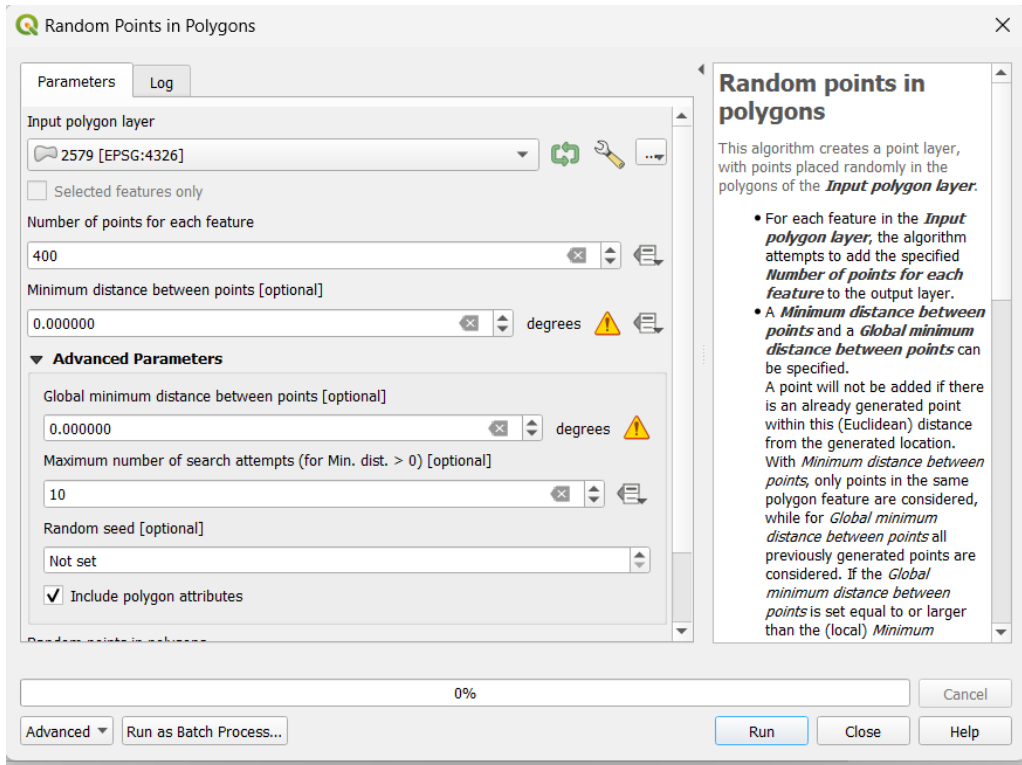 Random Points in Polygons
Parameters
Log
Input polygon layer
2579 [EPSG:4326]
...
Selected features only
Number of points for each feature
400
Minimum distance between points [optional]
0.000000
degrees
Advanced Parameters
Global minimum distance between points [optional]
0.000000
degrees
Maximum number of search attempts (for Min. dist. > 0) [optional]
10
Random seed [optional]
Not set
Include polygon attributes
Random points in polygons
0%
Cancel
Advanced
Run as Batch Process...
Run
Close
Help
Random points in
polygons
This algorithm creates a point layer,
with points placed randomly in the
polygons of the Input polygon layer.
• For each feature in the Input
polygon layer, the algorithm
attempts to add the specified
Number of points for each
feature to the output layer.
• A Minimum distance between
points and a Global minimum
distance between points can
be specified.
A point will not be added if there
is an already generated point
within this (Euclidean) distance
from the generated location.
With Minimum distance between
points, only points in the same
polygon feature are considered,
while for Global minimum
distance between points all
previously generated points are
considered. If the Global
minimum distance between
points is set equal to or larger
than the (local) Minimum